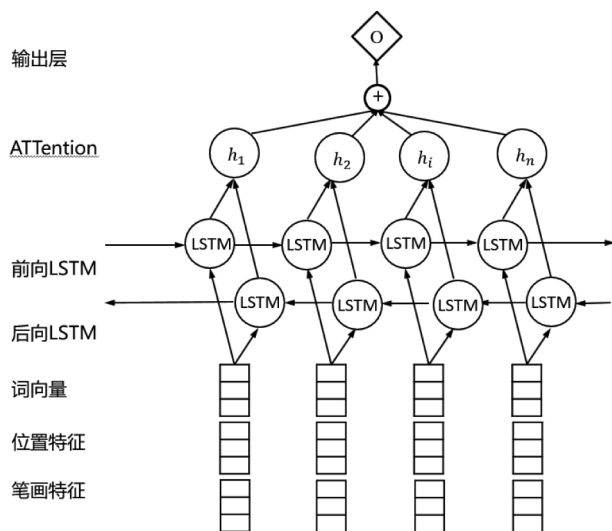 O
输出层
+
ATTention
h₁ h₂ hᵢ hₙ
LSTM LSTM LSTM LSTM
前向LSTM
LSTM LSTM LSTM LSTM
后向LSTM
词向量
位置特征
笔画特征